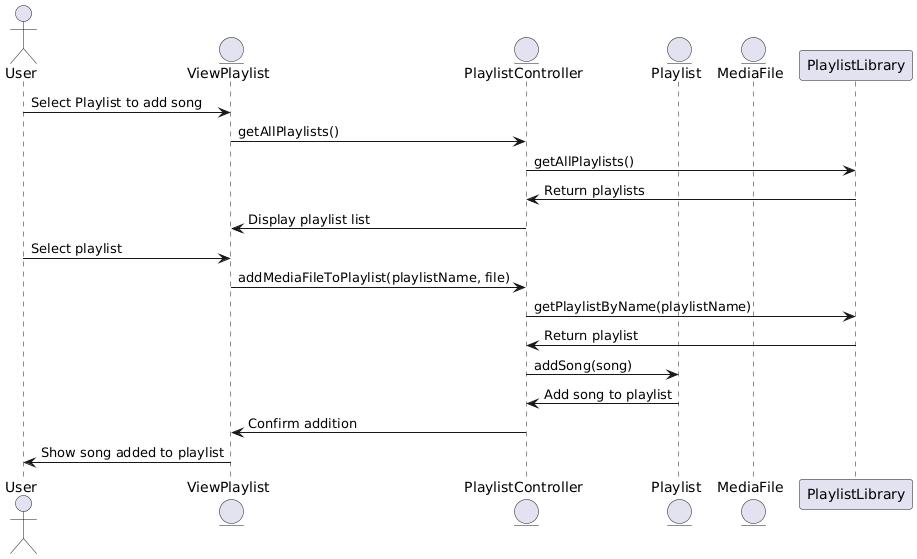 User
ViewPlaylist
PlaylistController
Playlist
MediaFile
PlaylistLibrary
Select Playlist to add song
getAllPlaylists()
getAllPlaylists()
Return playlists
Display playlist list
Select playlist
addMediaFileToPlaylist(playlistName, file)
getPlaylistByName(playlistName)
Return playlist
addSong(song)
Add song to playlist
Confirm addition
Show song added to playlist
User
ViewPlaylist
PlaylistController
Playlist
MediaFile
PlaylistLibrary